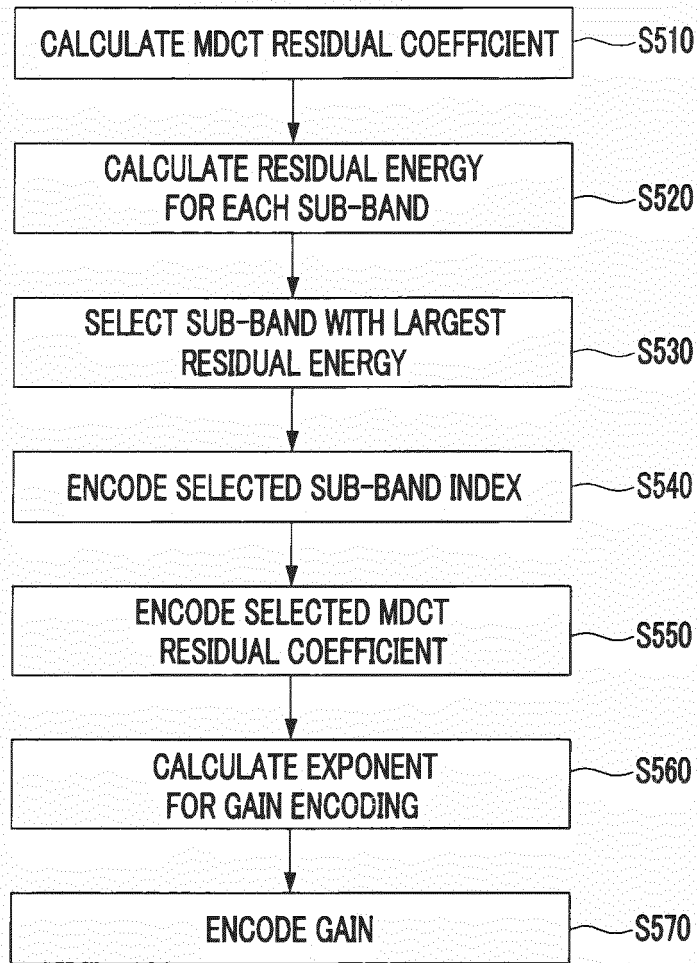 CALCULATE MDCT RESIDUAL COEFFICIENT
S510
CALCULATE RESIDUAL ENERGY
FOR EACH SUB-BAND
S520
SELECT SUB-BAND WITH LARGEST
RESIDUAL ENERGY
S530
ENCODE SELECTED SUB-BAND INDEX
S540
ENCODE SELECTED MDCT
RESIDUAL COEFFICIENT
S550
CALCULATE EXPONENT
FOR GAIN ENCODING
S560
ENCODE GAIN
S570